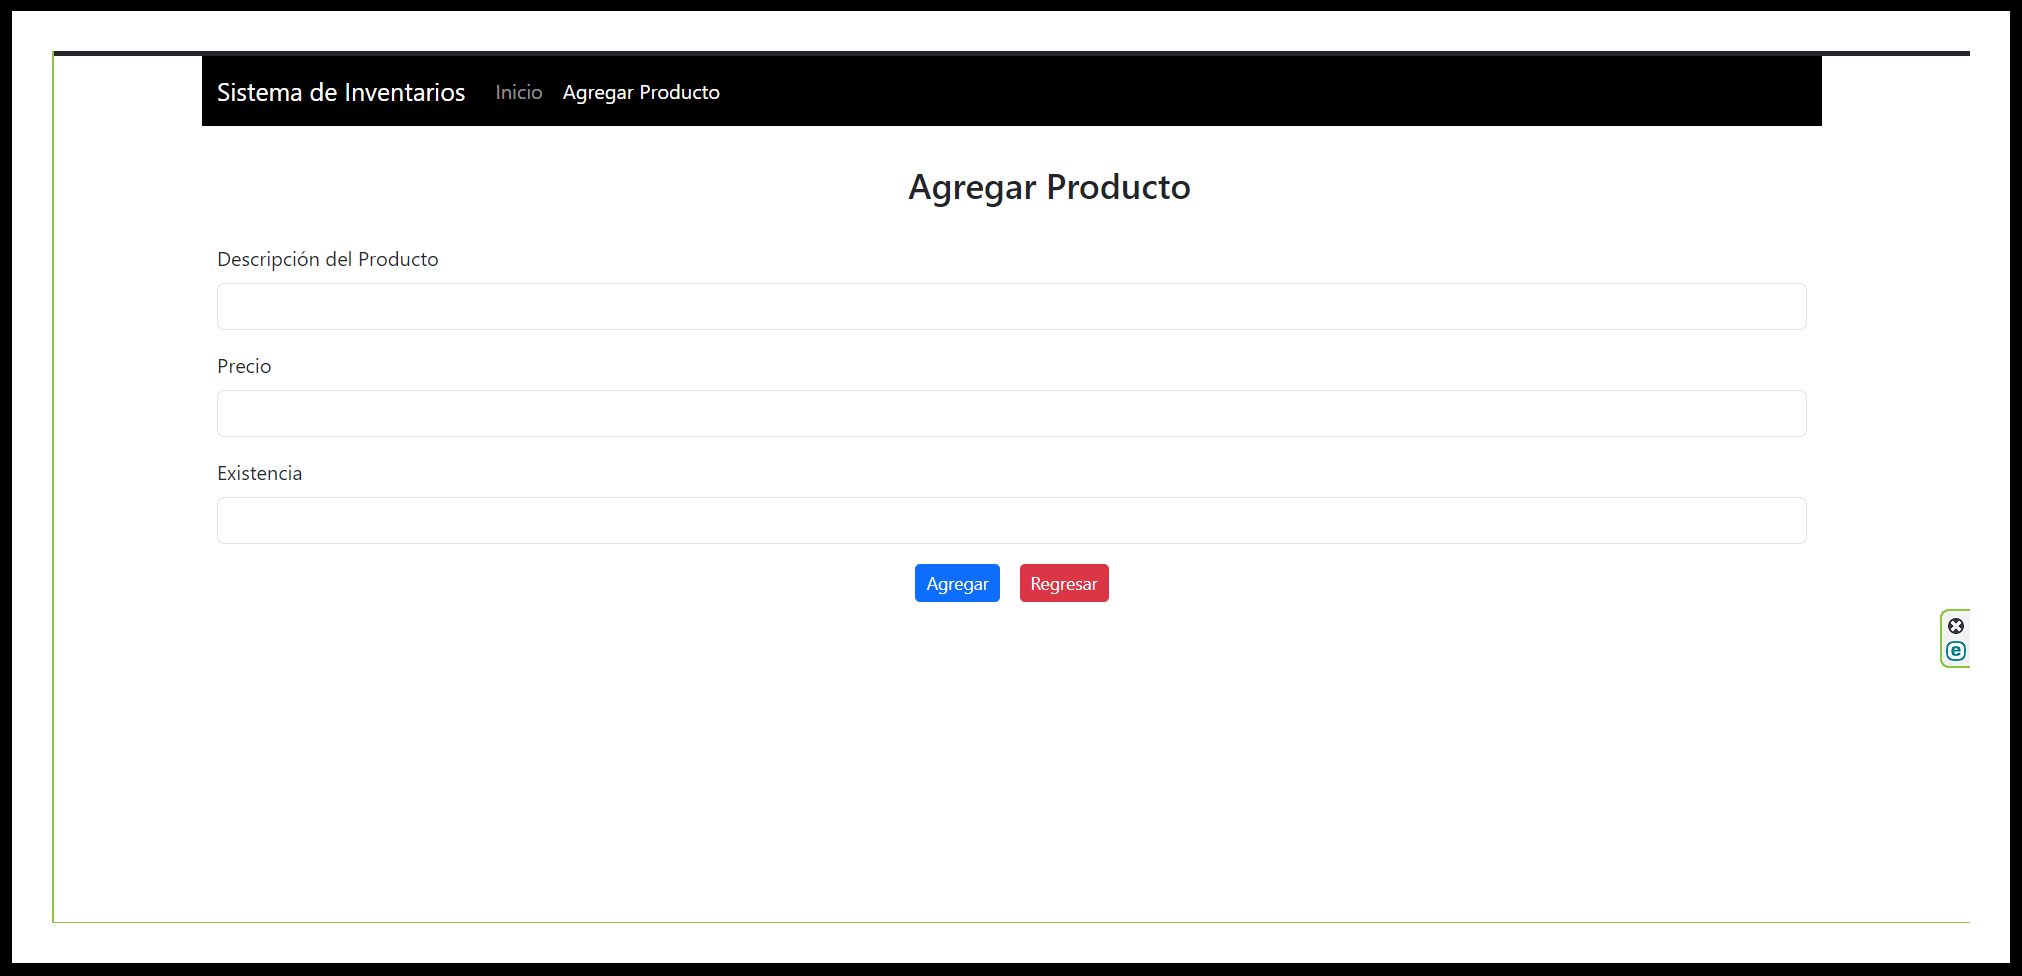 Sistema de Inventarios Inicio Agregar Producto
Agregar Producto
Descripción del Producto
Precio
Existencia
Agregar Regresar
e